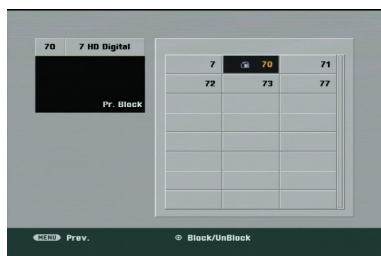 70 7 HD Digital
Pr. Block
7 70 71
72 73 77
MENU Prev. Block/UnBlock